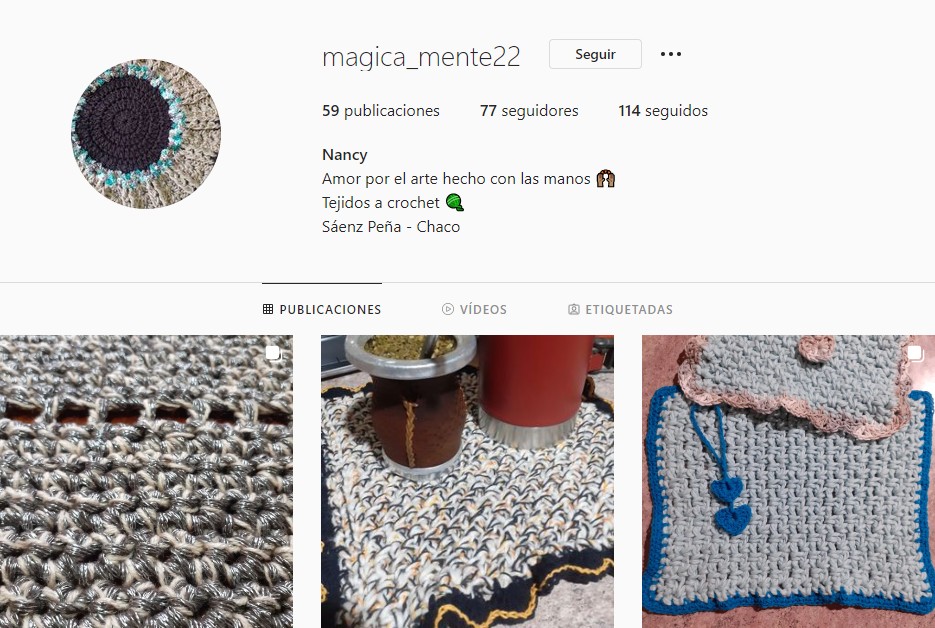 magica_mente22 Seguir
59 publicaciones 77 seguidores 114 seguidos
Nancy
Amor por el arte hecho con las manos
Tejidos a crochet
Sáenz Peña - Chaco
PUBLICACIONES VÍDEOS ETIQUETADAS